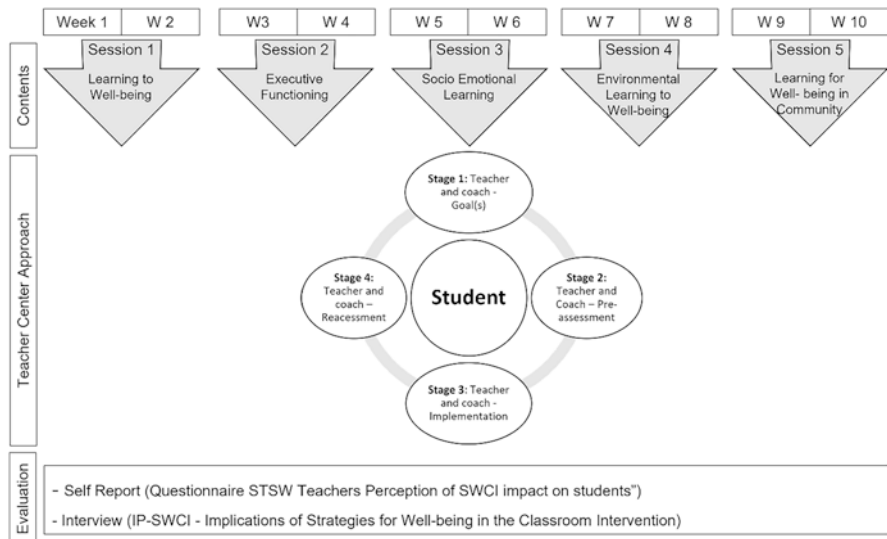 Week 1 W 2 W3 W 4 W 5 W 6 W 7 W 8 W 9 W 10
Contents
Session 1
Learning to
Well-being
Session 2
Executive
Functioning
Session 3
Socio Emotional
Learning
Session 4
Environmental
Learning to
Well-being
Session 5
Learning for
Well- being in
Community
Teacher Center Approach
Stage 1: Teacher
and coach -
Goal(s)
Stage 2:
Teacher and
Coach – Pre-
assessment
Stage 3: Teacher
and coach -
Implementation
Stage 4:
Teacher and
coach –
Reacessment
Student
Evaluation
- Self Report (Questionnaire STSW Teachers Perception of SWCI impact on students”)
- Interview (IP-SWCI - Implications of Strategies for Well-being in the Classroom Intervention)